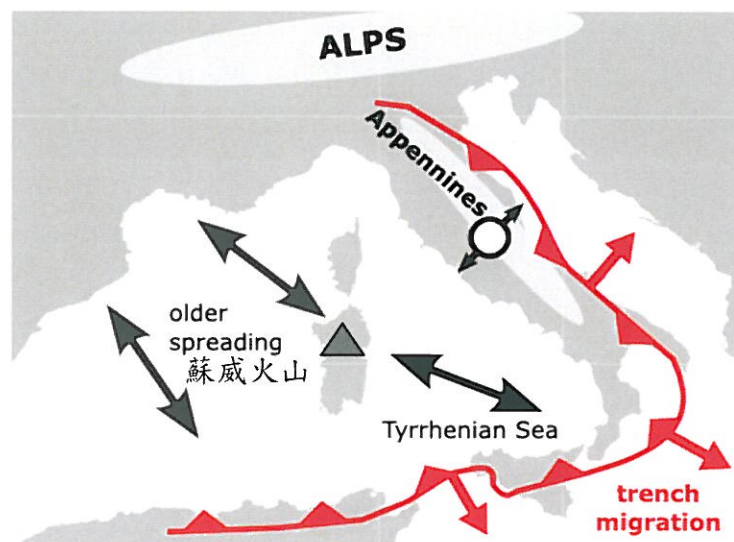 ALPS
Appennines
older
spreading
蘇威火山
Tyrrhenian Sea
trench
migration